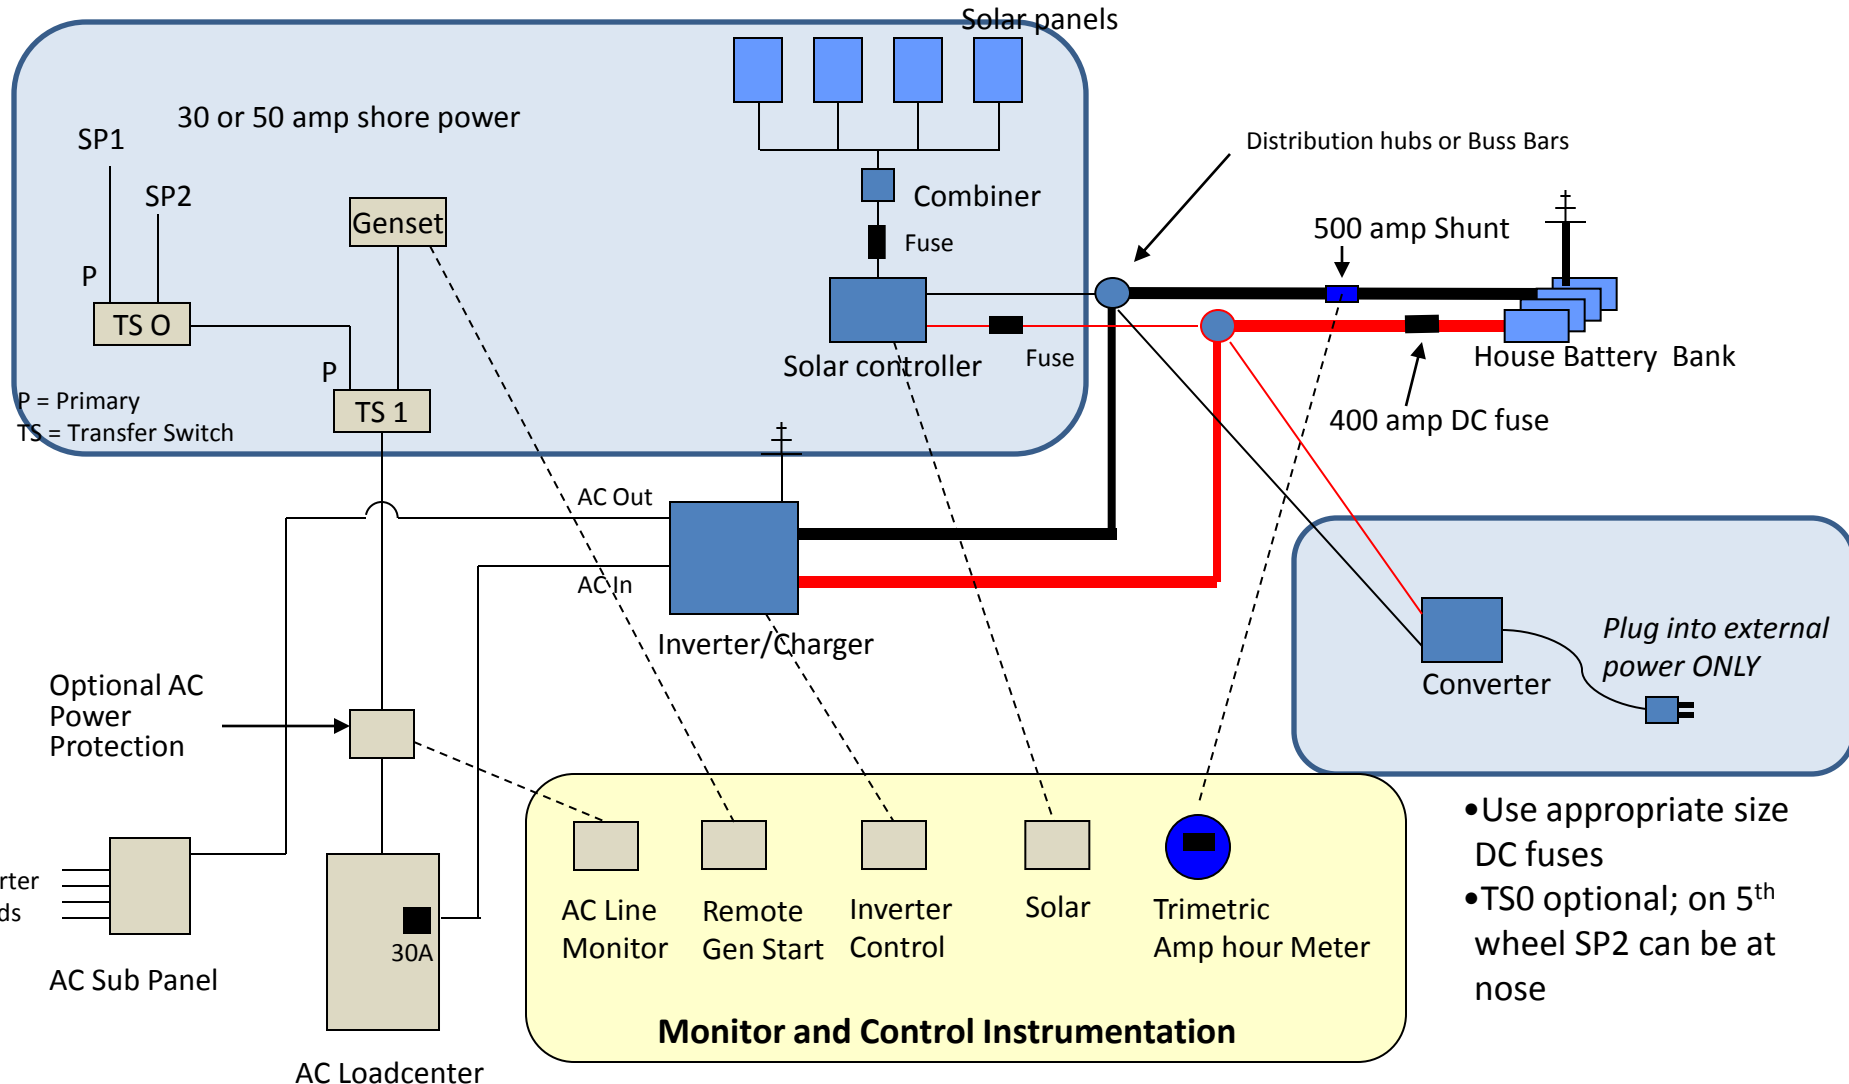 Solar panels
30 or 50 amp shore power
SP1
SP2
Genset
Combiner
Fuse
P
TS O
Solar controller
Fuse
P
TS 1
P = Primary
TS = Transfer Switch
Distribution hubs or Buss Bars
500 amp Shunt
House Battery Bank
400 amp DC fuse
AC Out
AC In
Inverter/Charger
Plug into external
power ONLY
Converter
Optional AC
Power
Protection
rter
ds
AC Sub Panel
30A
AC Loadcenter
AC Line
Monitor
Remote
Gen Start
Inverter
Control
Solar
Trimetric
Amp hour Meter
Monitor and Control Instrumentation
•Use appropriate size
DC fuses
•TS0 optional; on 5th
wheel SP2 can be at
nose